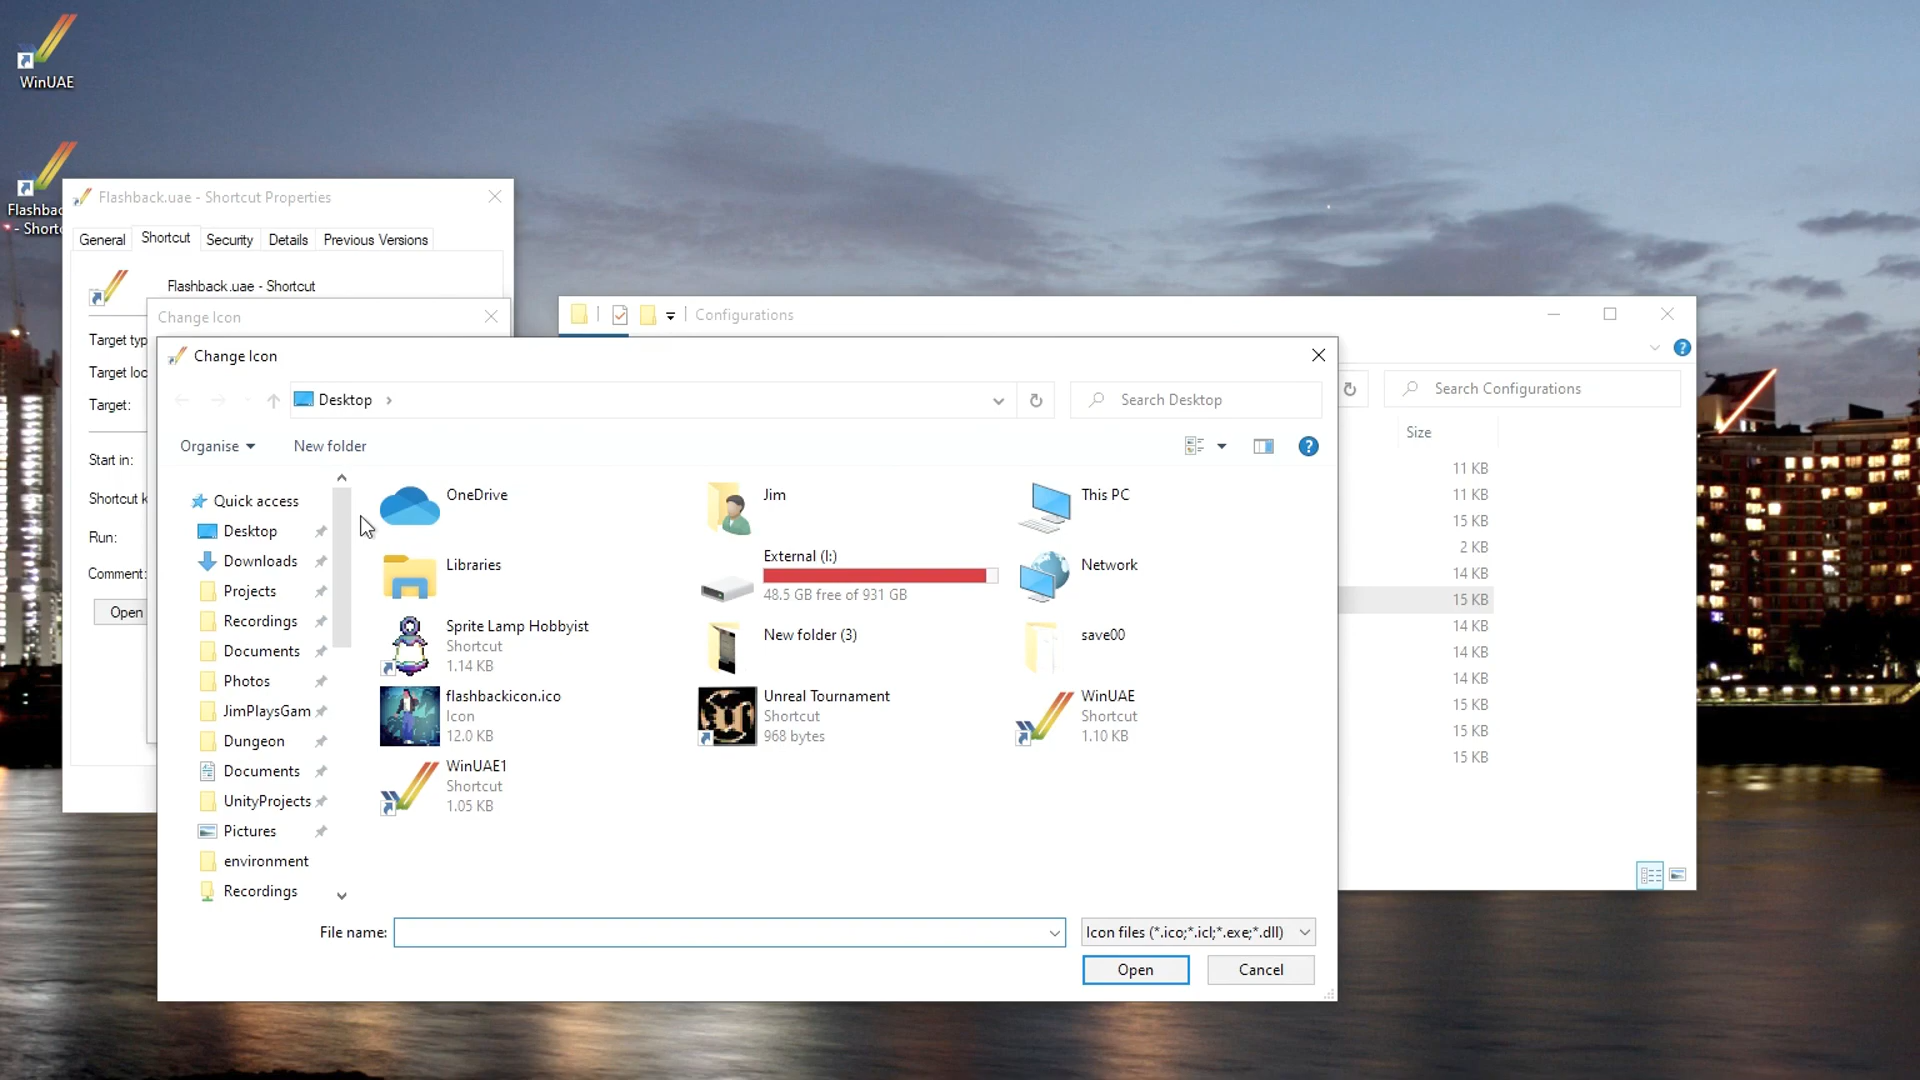 WinUAE
Flashbac
- Shorto
Flashback.uae - Shortcut Properties
General
Shortcut
Security
Details
Previous Versions
Flashback.uae - Shortcut
Target typ
Target loc
Target:
Start in:
Shortcut k
Run:
Comment:
Open
Change Icon
Configurations
Search Configurations
Size
11 KB
11 KB
15 KB
2 KB
14 KB
15 KB
14 KB
14 KB
14 KB
15 KB
15 KB
15 KB
Change Icon
Desktop
Search Desktop
Organise
New folder
Quick access
Desktop
Downloads
Projects
Recordings
Documents
Photos
JimPlaysGam
Dungeon
Documents
UnityProjects
Pictures
environment
Recordings
OneDrive
Jim
This PC
Libraries
External (I:)
48.5 GB free of 931 GB
Network
Sprite Lamp Hobbyist
Shortcut
1.14 KB
New folder (3)
save00
flashbackicon.ico
Icon
12.0 KB
Unreal Tournament
Shortcut
968 bytes
WinUAE
Shortcut
1.10 KB
WinUAE1
Shortcut
1.05 KB
File name:
Icon files (*.ico;*.icl;*.exe;*.dll)
Open
Cancel